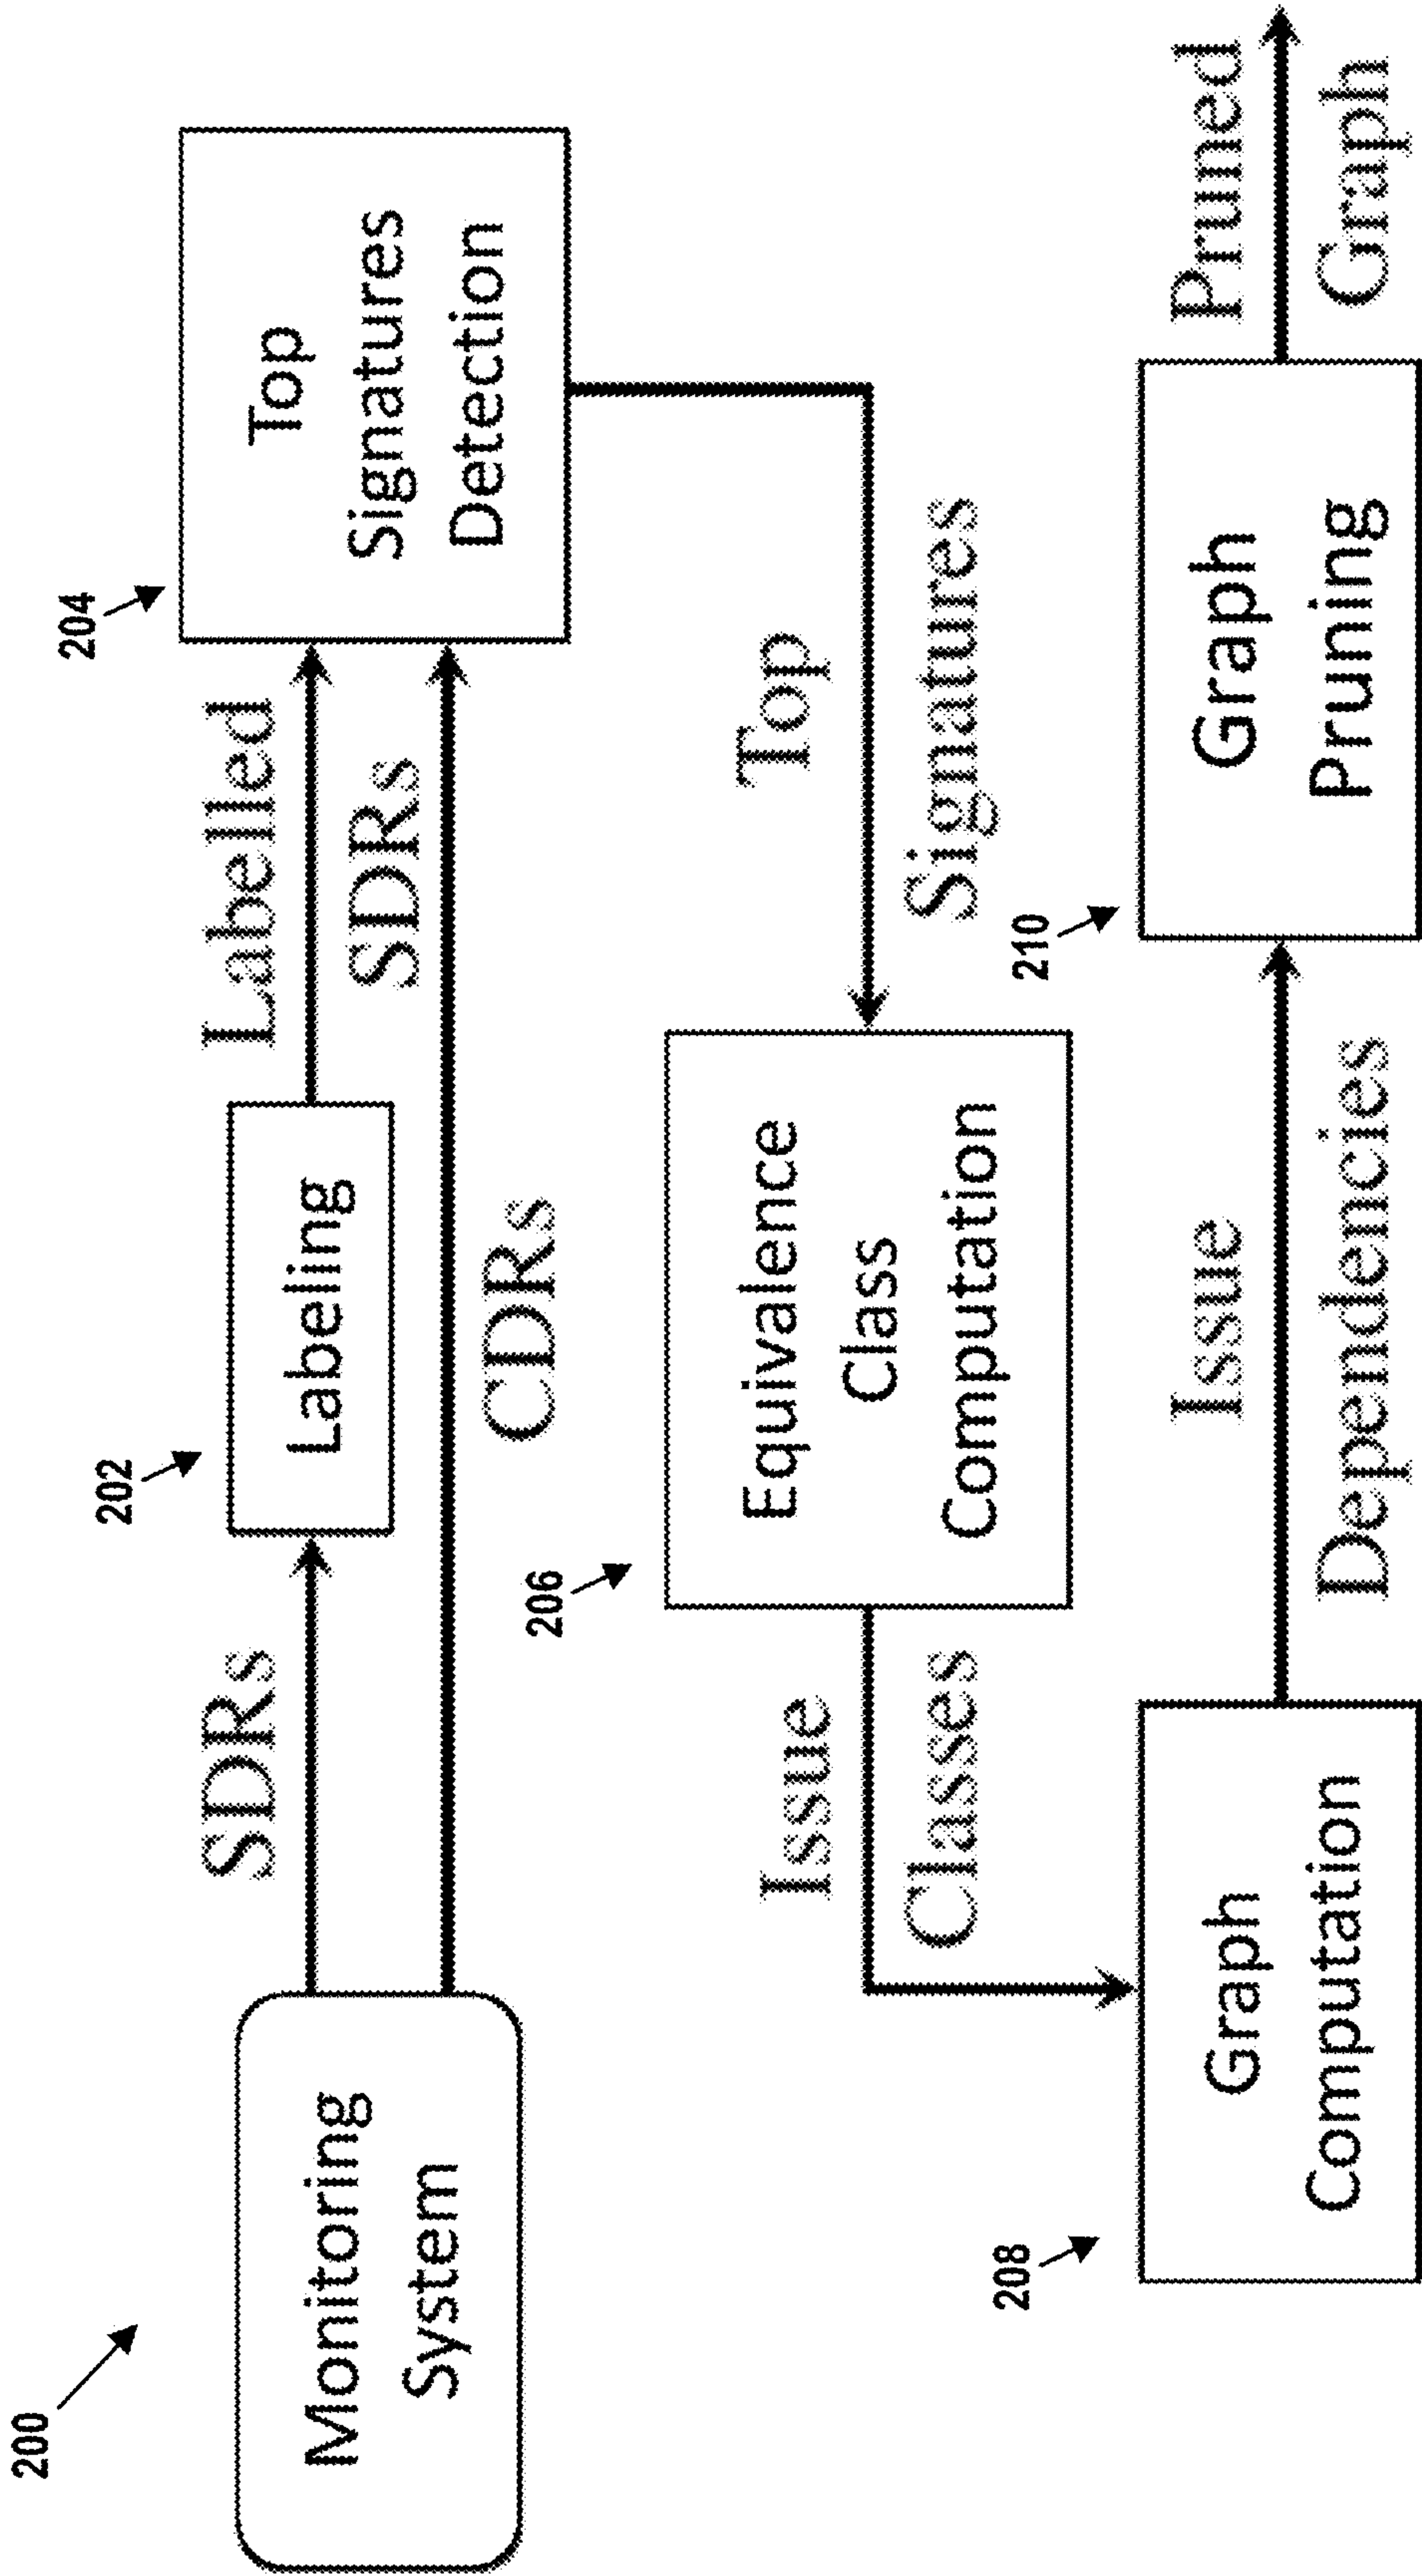 200
Monitoring
System
SDRs
202
Labeling
Labelled
SDRs
CDRs
204
Top
Signatures
Detection
Top
Signatures
206
Equivalence
Class
Computation
Issue
Classes
208
Graph
Computation
Issue
Dependencies
210
Graph
Pruning
Pruned
Graph